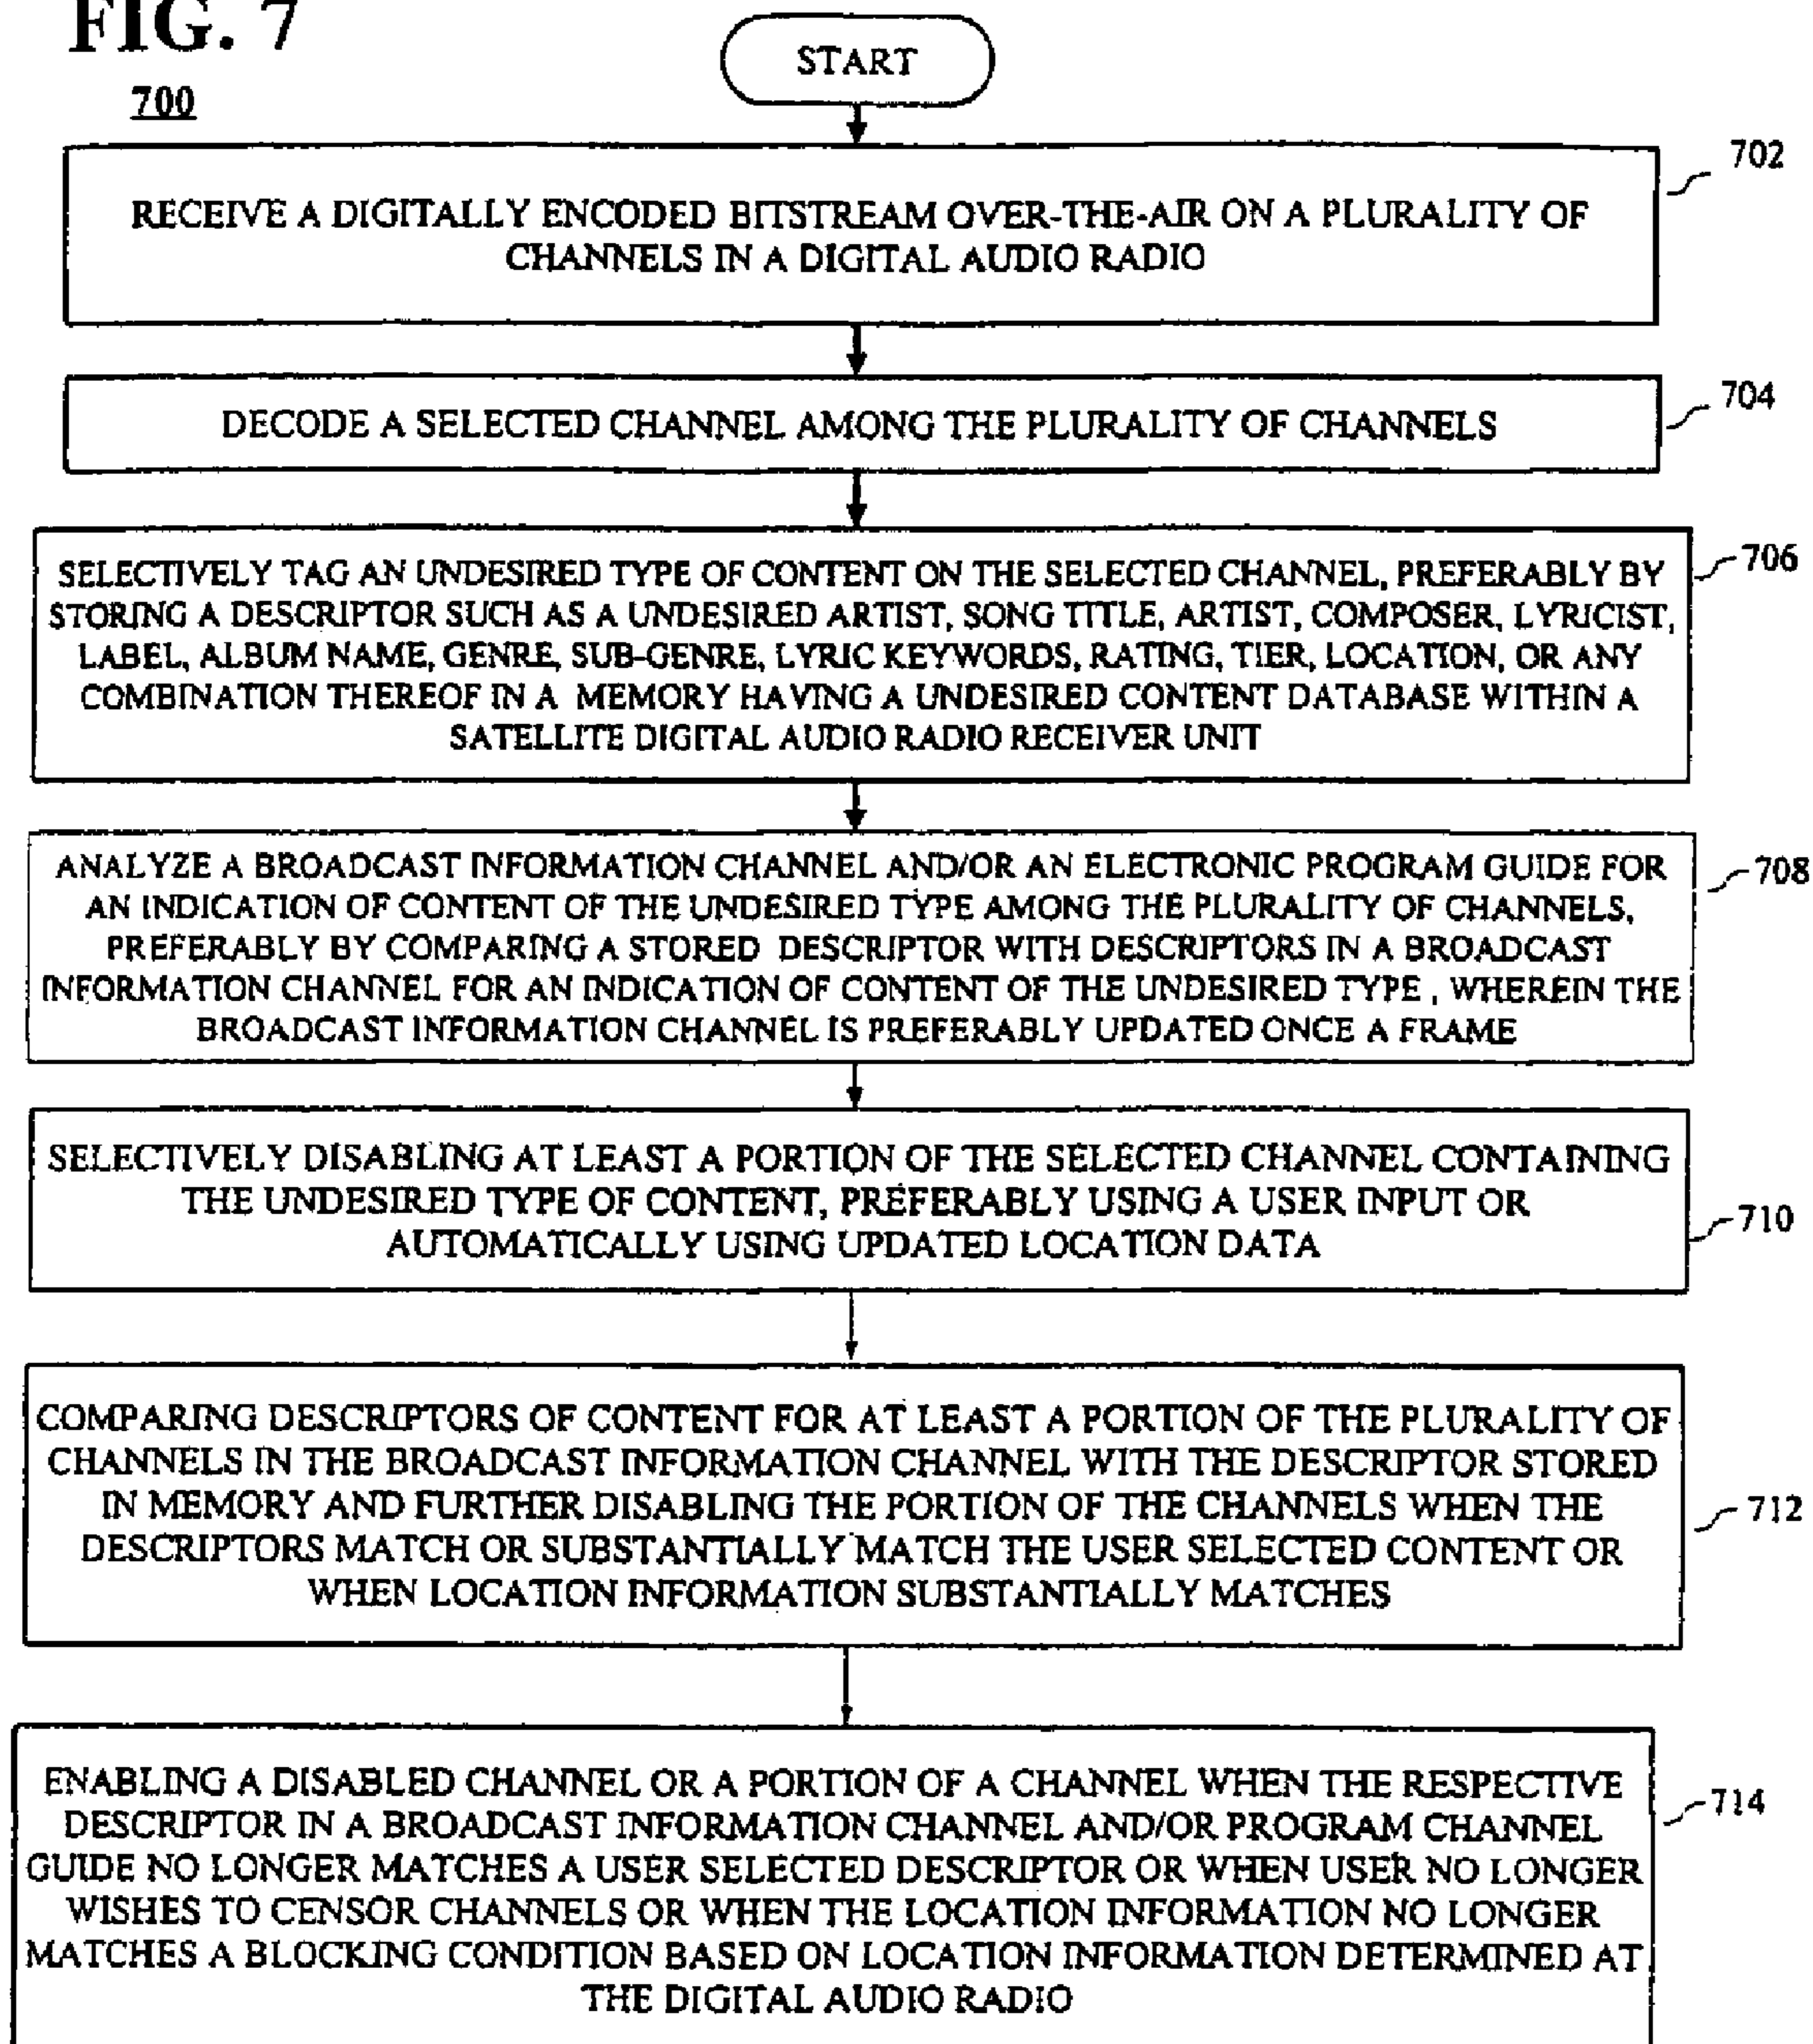 FIG. 7
700
START
702
RECEIVE A DIGITALLY ENCODED BITSTREAM OVER-THE-AIR ON A PLURALITY OF
CHANNELS IN A DIGITAL AUDIO RADIO
704
DECODE A SELECTED CHANNEL AMONG THE PLURALITY OF CHANNELS
706
SELECTIVELY TAG AN UNDESIRED TYPE OF CONTENT ON THE SELECTED CHANNEL, PREFERABLY BY
STORING A DESCRIPTOR SUCH AS A UNDESIRED ARTIST, SONG TITLE, ARTIST, COMPOSER, LYRICIST,
LABEL, ALBUM NAME, GENRE, SUB-GENRE, LYRIC KEYWORDS, RATING, TIER, LOCATION, OR ANY
COMBINATION THEREOF IN A MEMORY HAVING A UNDESIRED CONTENT DATABASE WITHIN A
SATELLITE DIGITAL AUDIO RADIO RECEIVER UNIT
708
ANALYZE A BROADCAST INFORMATION CHANNEL AND/OR AN ELECTRONIC PROGRAM GUIDE FOR
AN INDICATION OF CONTENT OF THE UNDESIRED TYPE AMONG THE PLURALITY OF CHANNELS,
PREFERABLY BY COMPARING A STORED DESCRIPTOR WITH DESCRIPTORS IN A BROADCAST
INFORMATION CHANNEL FOR AN INDICATION OF CONTENT OF THE UNDESIRED TYPE , WHEREIN THE
BROADCAST INFORMATION CHANNEL IS PREFERABLY UPDATED ONCE A FRAME
SELECTIVELY DISABLING AT LEAST A PORTION OF THE SELECTED CHANNEL CONTAINING
THE UNDESIRED TYPE OF CONTENT, PREFERABLY USING A USER INPUT OR
AUTOMATICALLY USING UPDATED LOCATION DATA
710
COMPARING DESCRIPTORS OF CONTENT FOR AT LEAST A PORTION OF THE PLURALITY OF
CHANNELS IN THE BROADCAST INFORMATION CHANNEL WITH THE DESCRIPTOR STORED
IN MEMORY AND FURTHER DISABLING THE PORTION OF THE CHANNELS WHEN THE
DESCRIPTORS MATCH OR SUBSTANTIALLY MATCH THE USER SELECTED CONTENT OR
WHEN LOCATION INFORMATION SUBSTANTIALLY MATCHES
712
ENABLING A DISABLED CHANNEL OR A PORTION OF A CHANNEL WHEN THE RESPECTIVE
DESCRIPTOR IN A BROADCAST INFORMATION CHANNEL AND/OR PROGRAM CHANNEL
GUIDE NO LONGER MATCHES A USER SELECTED DESCRIPTOR OR WHEN USER NO LONGER
WISHES TO CENSOR CHANNELS OR WHEN THE LOCATION INFORMATION NO LONGER
MATCHES A BLOCKING CONDITION BASED ON LOCATION INFORMATION DETERMINED AT
THE DIGITAL AUDIO RADIO
714